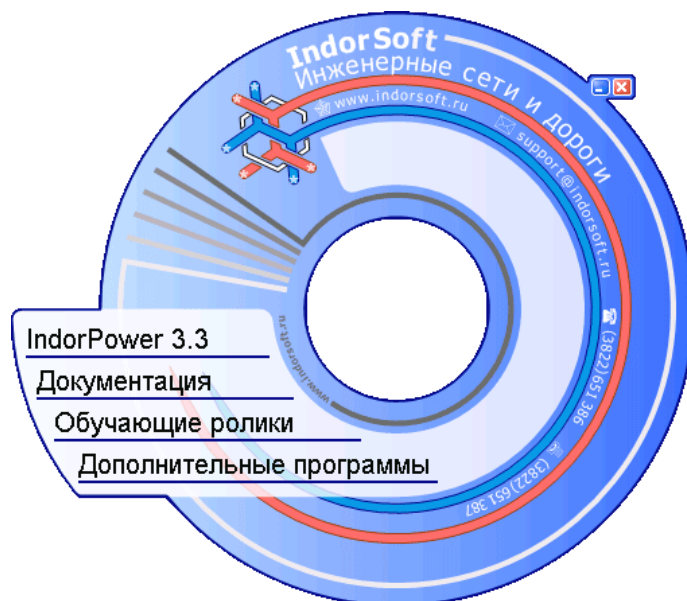 IndorSoft
Инженерные сети и дороги
www.indorsoft.ru
support@indorsoft.ru
(3822)651 386
(3822)651 387
www.indorsoft.ru
IndorPower 3.3
Документация
Обучающие ролики
Дополнительные программы